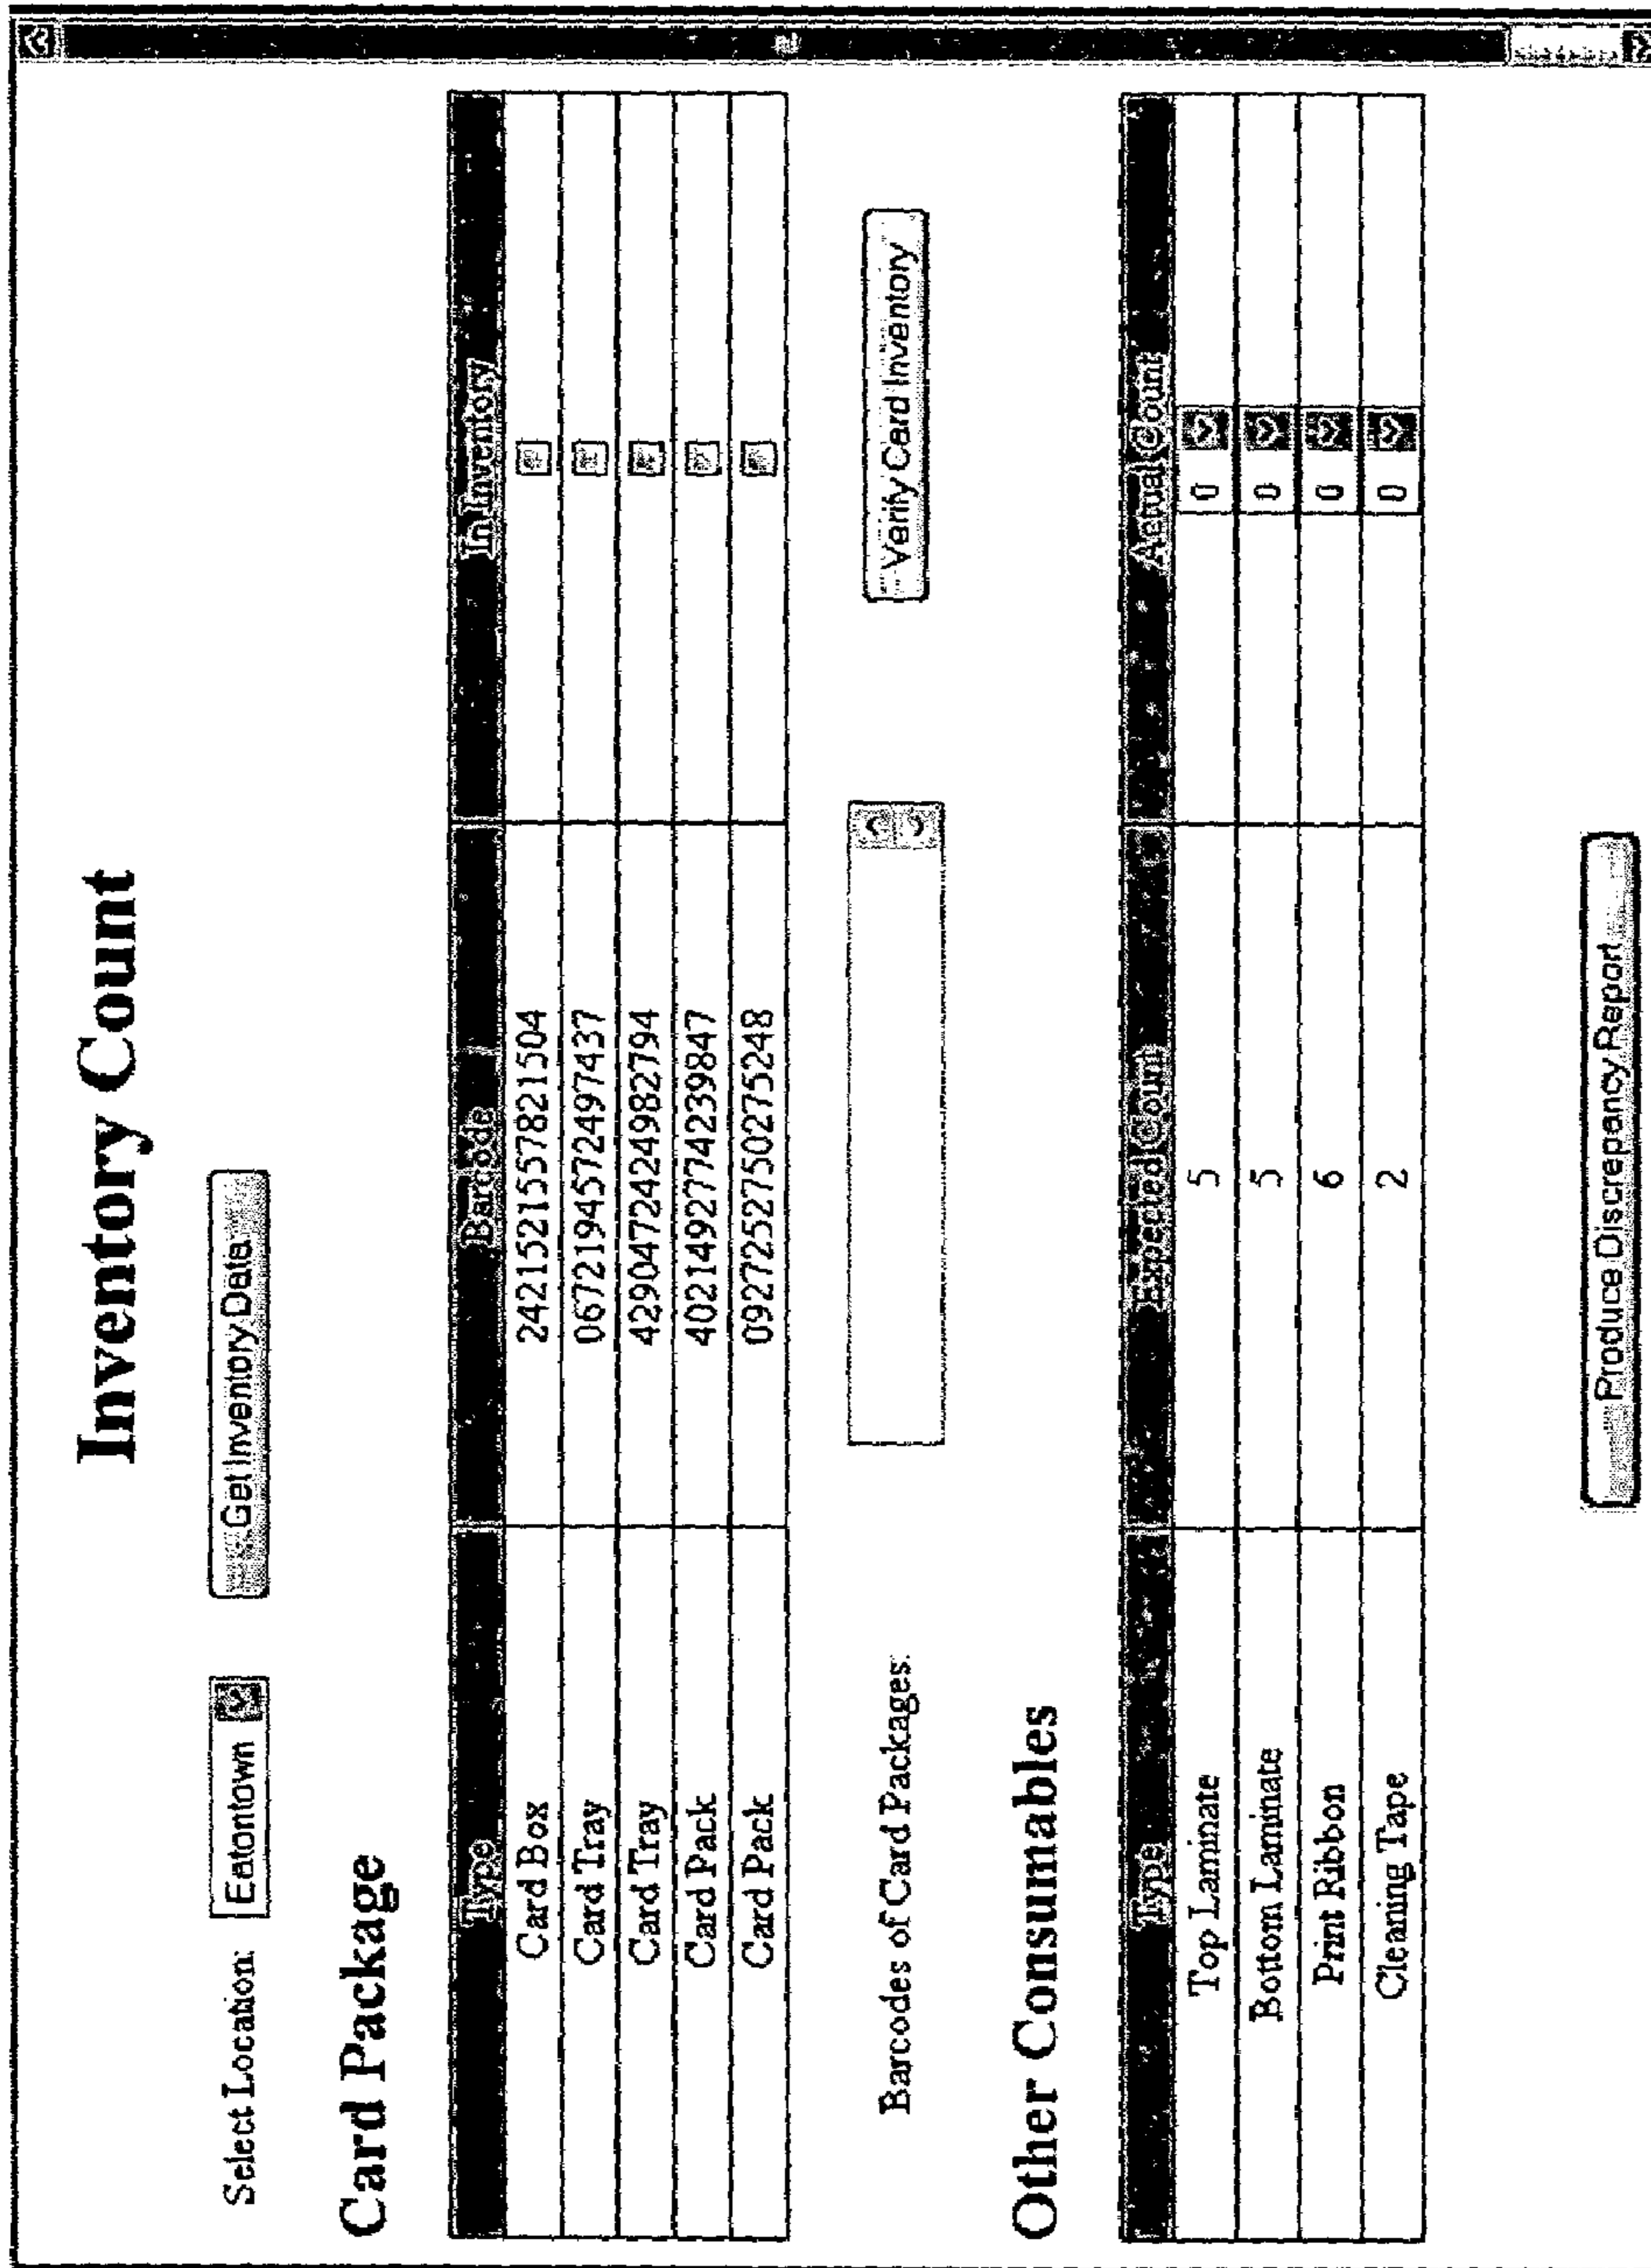 Inventory Count
Select Location: Eatontown Get Inventory Data
Card Package
Type Barcode In Inventory
Card Box 2421521557821504
Card Tray 0672194572497437
Card Tray 4290472424982794
Card Pack 4021492774239847
Card Pack 0927252750275248
Barcodes of Card Packages: Verify Card Inventory
Other Consumables
Type Expected Count Actual Count
Top Laminate 5 0
Bottom Laminate 5 0
Print Ribbon 6 0
Cleaning Tape 2 0
Produce Discrepancy Report